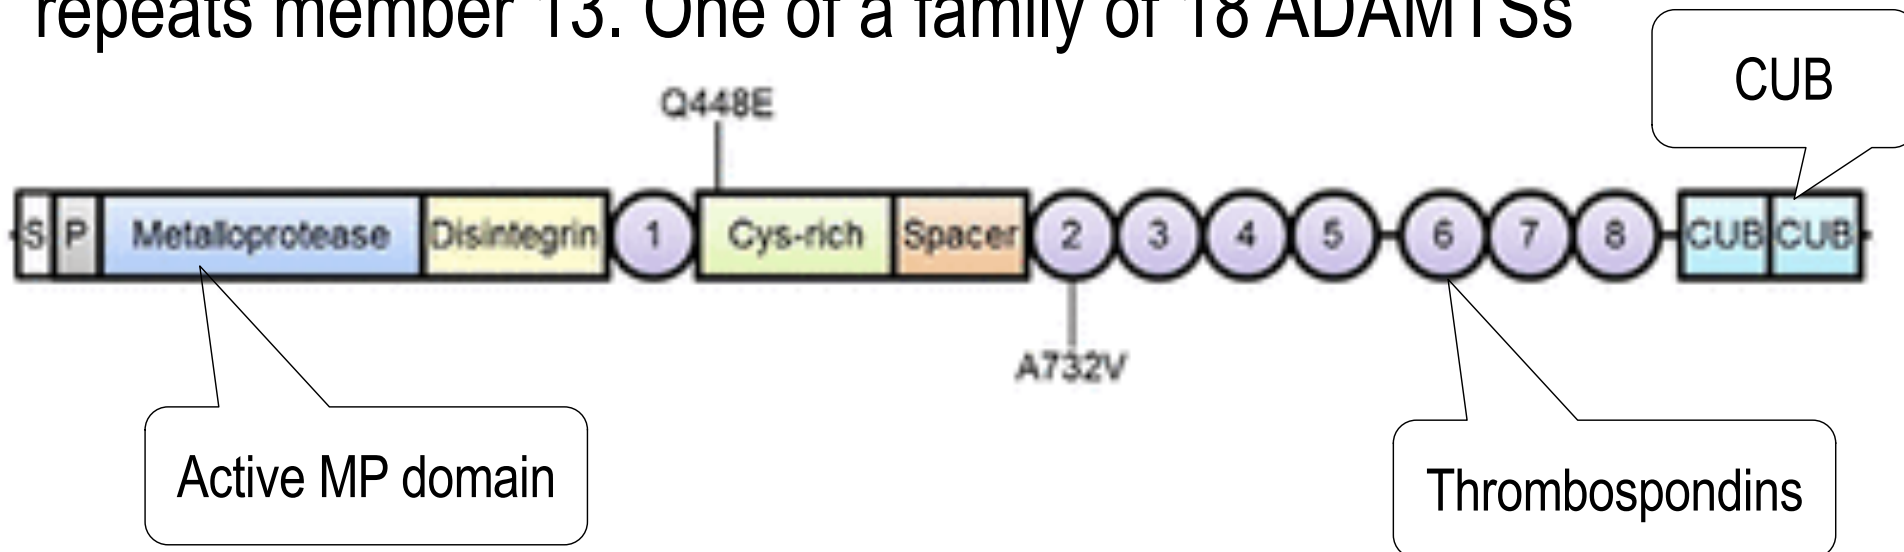 repeats member 13. One of a family of 18 ADAMTSs
CUB
Q448E
S P Metalloprotease Disintegrin 1 Cys-rich Spacer 2 3 4 5 6 7 8 CUB CUB
A732V
Active MP domain
Thrombospondins